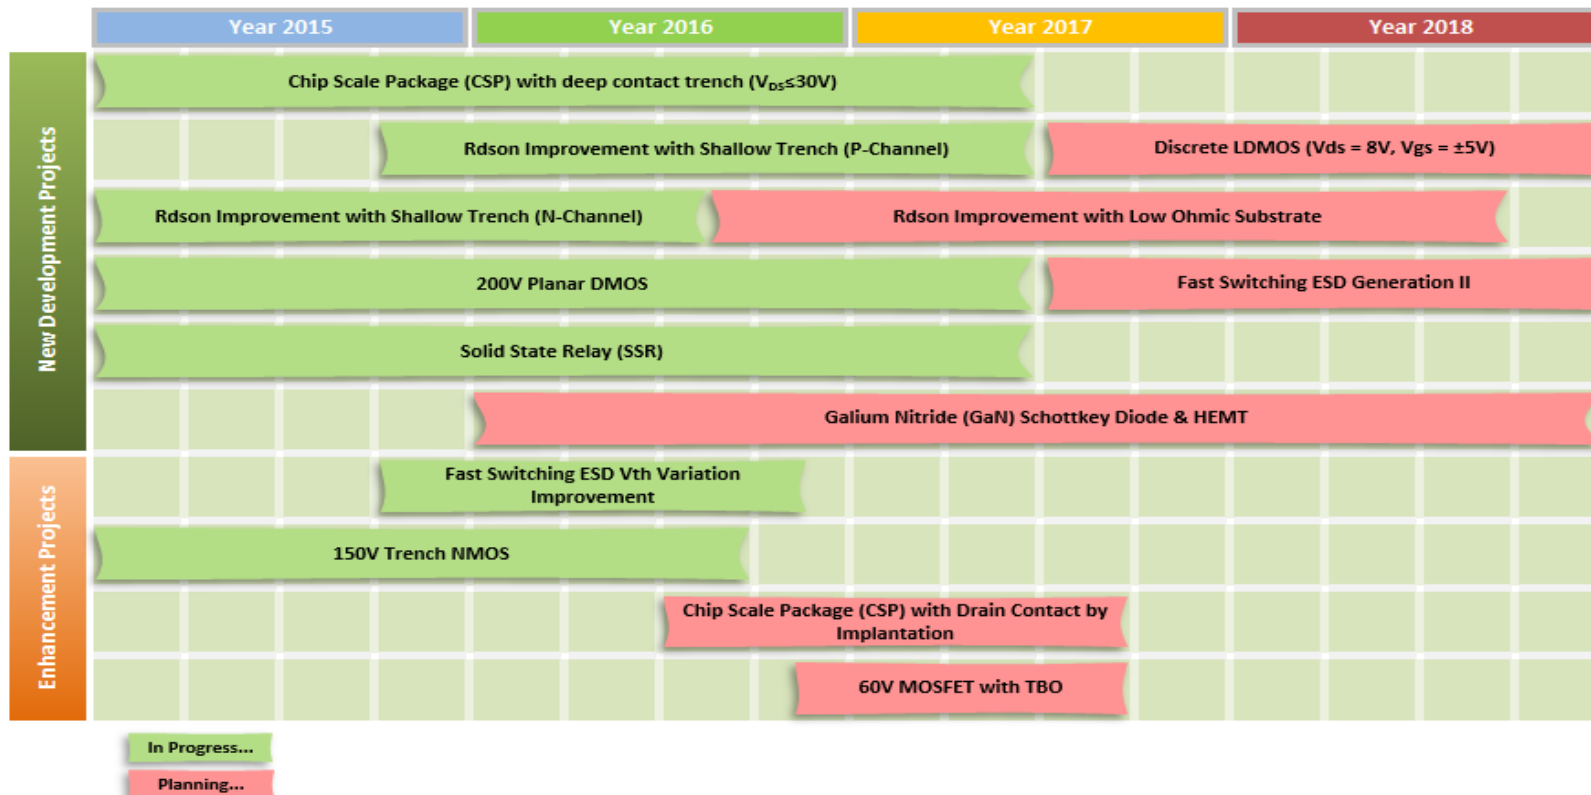 Year 2015
Year 2016
Year 2017
Year 2018
New Development Projects
Chip Scale Package (CSP) with deep contact trench (VDS≤30V)
Rdson Improvement with Shallow Trench (P-Channel)
Discrete LDMOS (Vds = 8V, Vgs = ±5V)
Rdson Improvement with Shallow Trench (N-Channel)
Rdson Improvement with Low Ohmic Substrate
200V Planar DMOS
Fast Switching ESD Generation II
Solid State Relay (SSR)
Galium Nitride (GaN) Schottkey Diode & HEMT
Enhancement Projects
Fast Switching ESD Vth Variation
Improvement
150V Trench NMOS
Chip Scale Package (CSP) with Drain Contact by
Implantation
60V MOSFET with TBO
In Progress...
Planning...